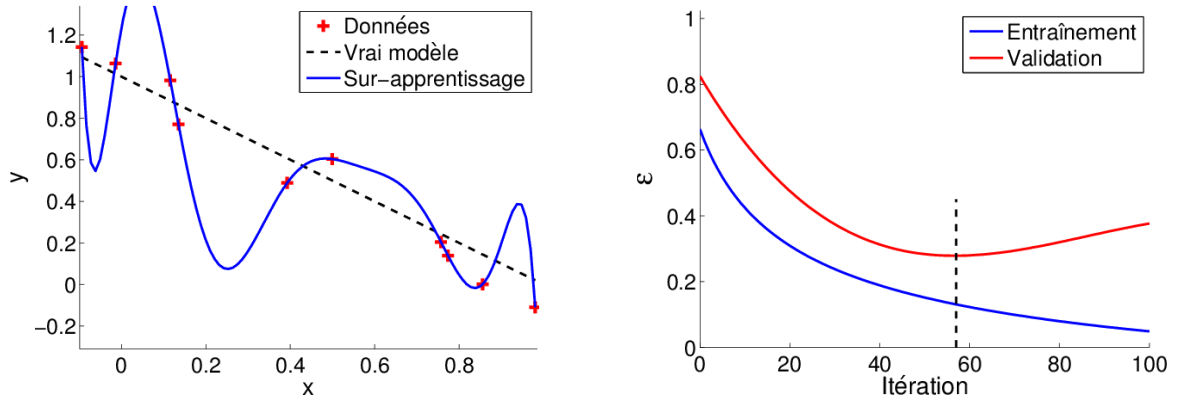 1.2
1
0.8
0.6
0.4
0.2
0
−0.2
y
0
0.2
0.4
0.6
0.8
x
Données
Vrai modèle
Sur−apprentissage
1
0.8
0.6
0.4
0.2
0
ε
0
20
40
60
80
100
Itération
Entraînement
Validation